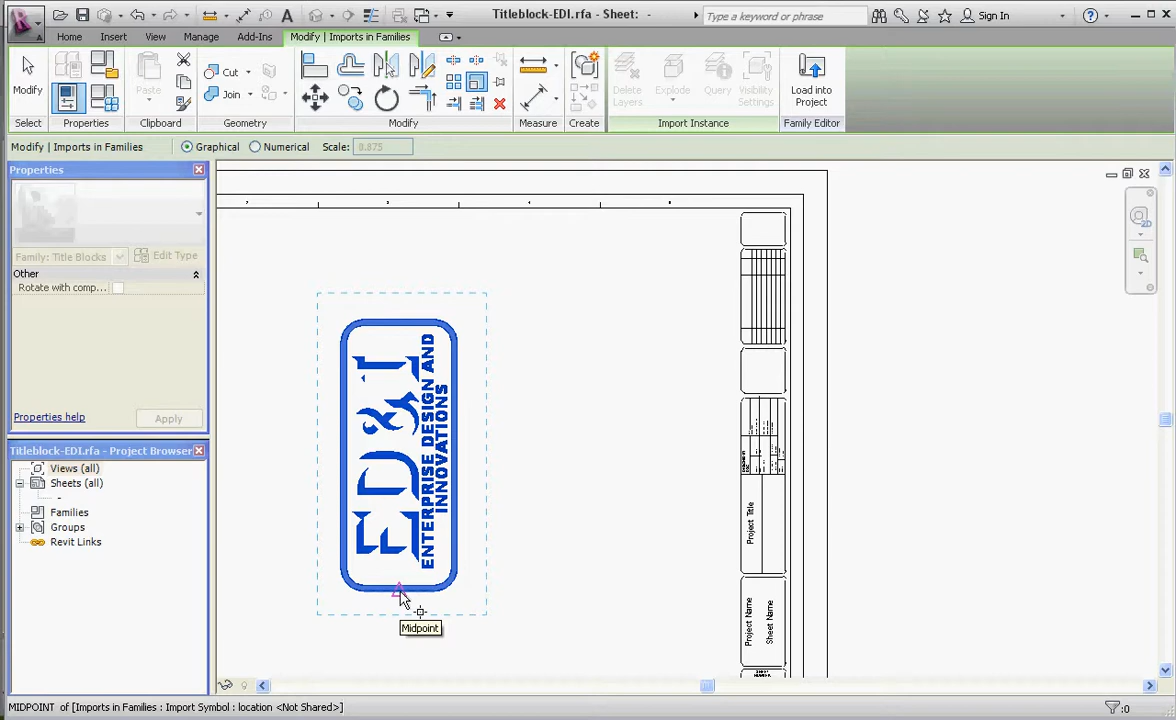 Titleblock-EDI.rfa - Sheet:   -
Type a keyword or phrase
Sign In
Home
Insert
View
Manage
Add-Ins
Modify | Imports in Families
Modify
Paste
Cut
Join
Delete Layers
Explode
Query
Visibility Settings
Load into Project
Select
Properties
Clipboard
Geometry
Modify
Measure
Create
Import Instance
Family Editor
Modify | Imports in Families
Graphical
Numerical
Scale:
0.875
Properties
Family: Title Blocks
Edit Type
Other
Rotate with comp...
Properties help
Apply
Titleblock-EDI.rfa - Project Browser
Views (all)
Sheets (all)
-
Families
Groups
Revit Links
ED&I
ENTERPRISE DESIGN AND
INNOVATIONS
Midpoint
2D
Project Title
Project Name
Sheet Name
MIDPOINT of [Imports in Families : Import Symbol : location <Not Shared>]
:0